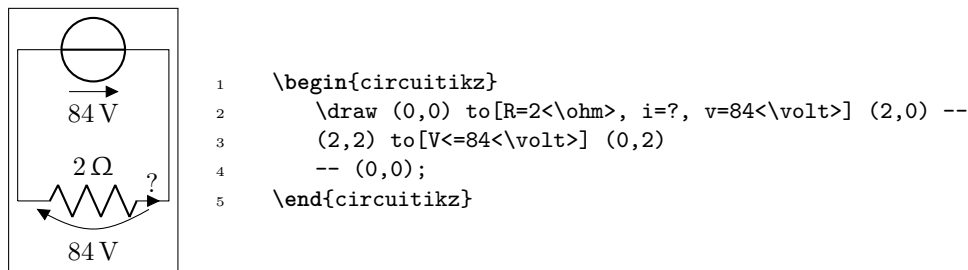 84 V
2 Ω
?
84 V
1 \begin{circuitikz}
2 \draw (0,0) to[R=2<\ohm>, i=?, v=84<\volt>] (2,0) --
3 (2,2) to[V<=84<\volt>] (0,2)
4 -- (0,0);
5 \end{circuitikz}